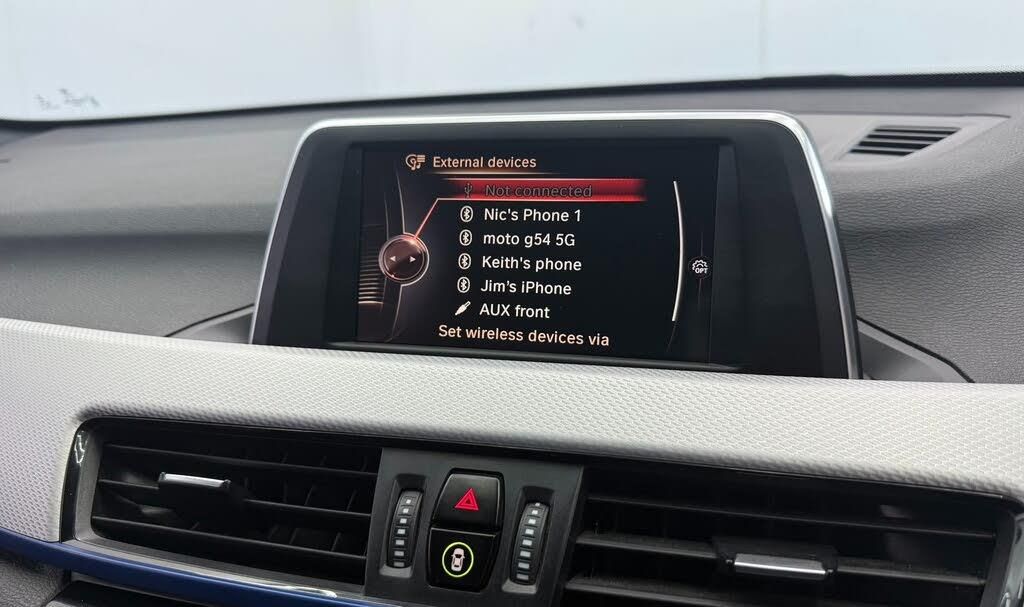 External devices
Not connected
Nic's Phone 1
moto g54 5G
Keith's phone
Jim's iPhone
AUX front
Set wireless devices via
OPT